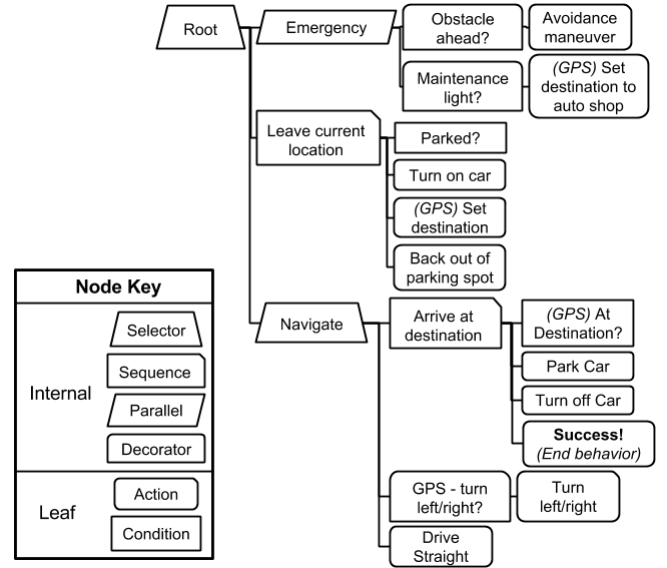 Root
Emergency
Obstacle
ahead?
Avoidance
maneuver
Maintenance
light?
(GPS) Set
destination to
auto shop
Leave current
location
Parked?
Turn on car
(GPS) Set
destination
Back out of
parking spot
Navigate
Arrive at
destination
(GPS) At
Destination?
Park Car
Turn off Car
Success!
(End behavior)
GPS - turn
left/right?
Turn
left/right
Drive
Straight
Node Key
Internal
Selector
Sequence
Parallel
Decorator
Leaf
Action
Condition